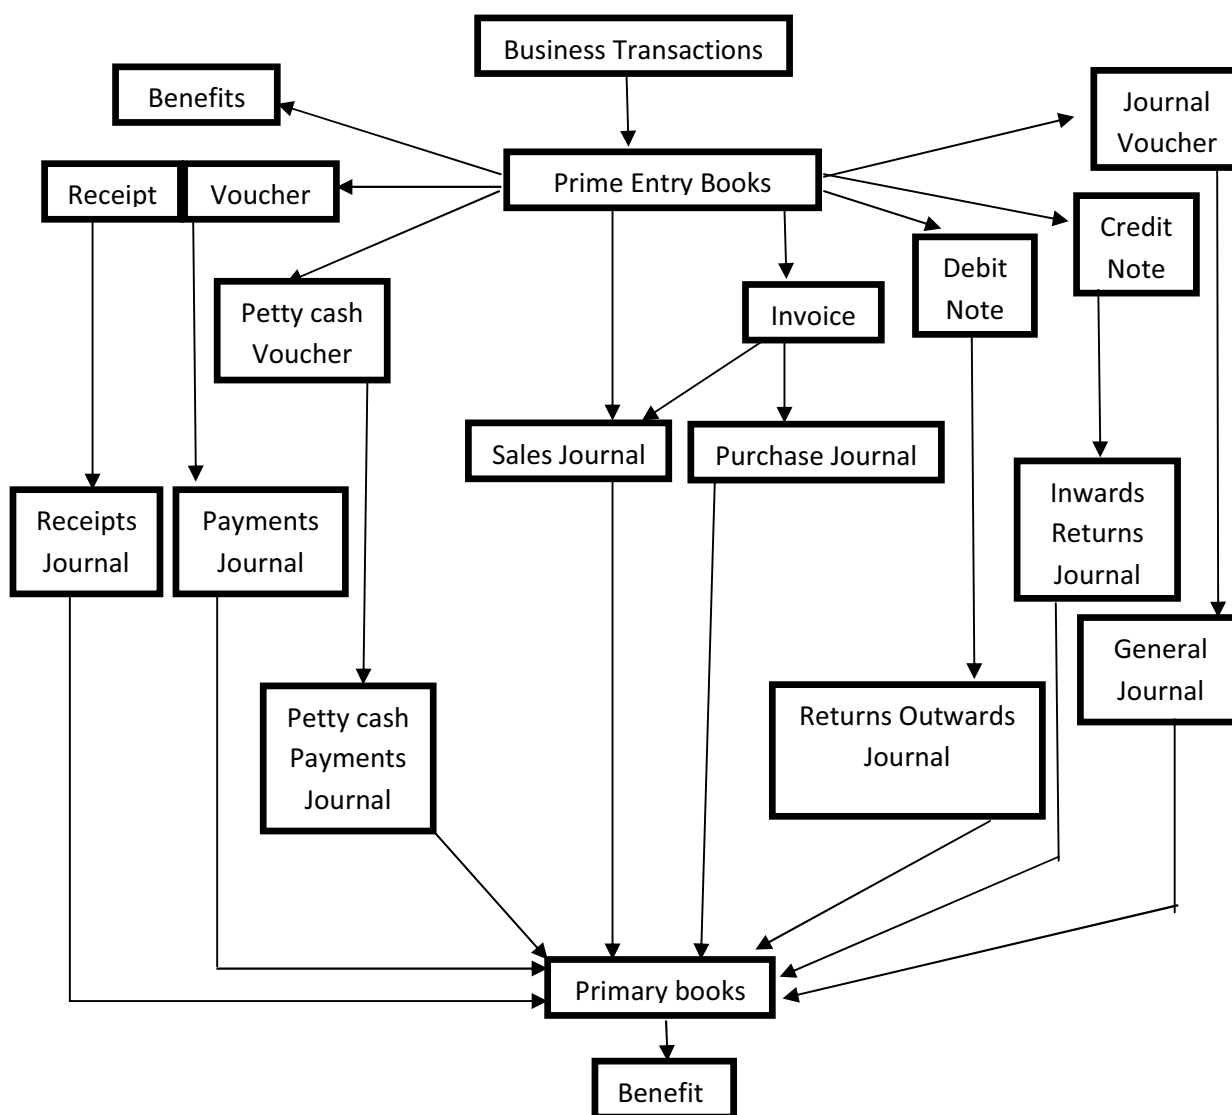 Business Transactions
Benefits
Journal
Voucher
Receipt
Voucher
Prime Entry Books
Credit
Note
Debit
Note
Petty cash
Voucher
Invoice
Sales Journal
Purchase Journal
Receipts
Journal
Payments
Journal
Inwards
Returns
Journal
General
Journal
Petty cash
Payments
Journal
Returns Outwards
Journal
Primary books
Benefit